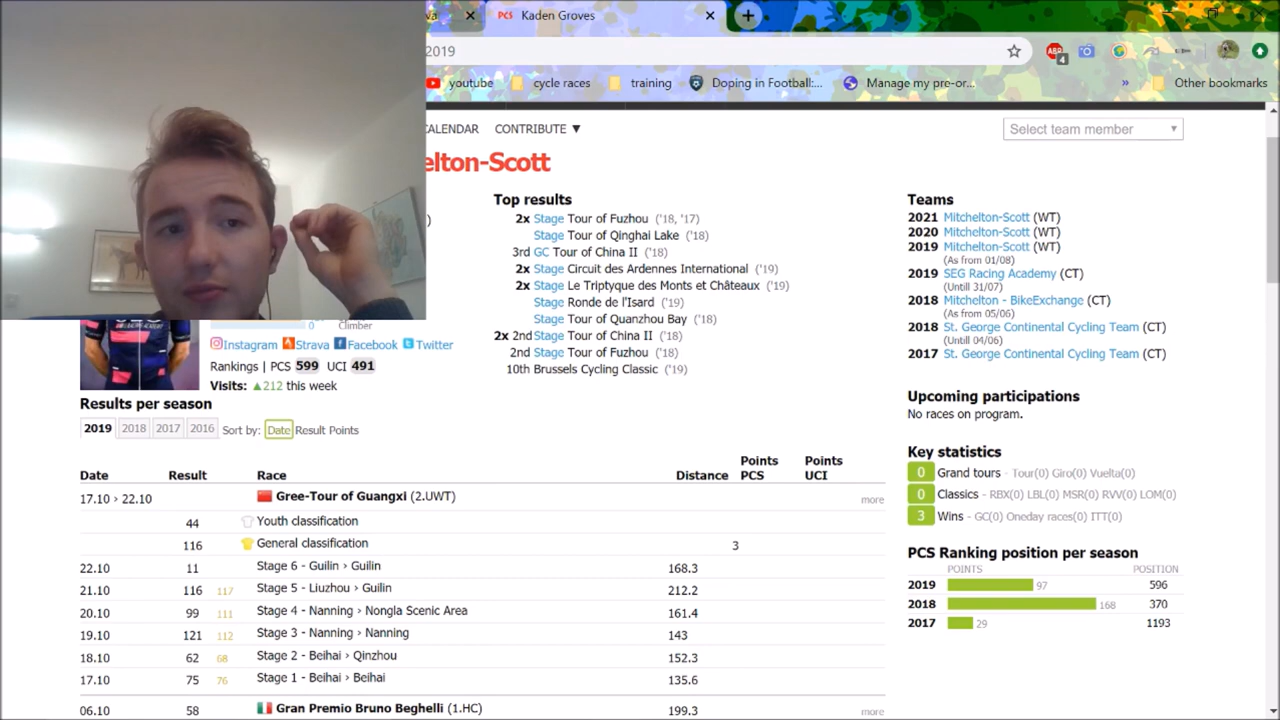 va
PCS Kaden Groves
2019
ABP
4
youtube
cycle races
training
Doping in Football:...
Manage my pre-or...
»
Other bookmarks
CALENDAR
CONTRIBUTE ▼
Select team member
elton-Scott
)
Climber
0
Instagram Strava Facebook Twitter
Rankings | PCS 599 UCI 491
Visits: ▲212 this week
Top results
2x Stage Tour of Fuzhou ('18, '17)
Stage Tour of Qinghai Lake ('18)
3rd GC Tour of China II ('18)
2x Stage Circuit des Ardennes International ('19)
2x Stage Le Triptyque des Monts et Châteaux ('19)
Stage Ronde de l'Isard ('19)
Stage Tour of Quanzhou Bay ('18)
2x 2nd Stage Tour of China II ('18)
2nd Stage Tour of Fuzhou ('18)
10th Brussels Cycling Classic ('19)
Teams
2021 Mitchelton-Scott (WT)
2020 Mitchelton-Scott (WT)
2019 Mitchelton-Scott (WT)
(As from 01/08)
2019 SEG Racing Academy (CT)
(Untill 31/07)
2018 Mitchelton - BikeExchange (CT)
(As from 05/06)
2018 St. George Continental Cycling Team (CT)
(Untill 04/06)
2017 St. George Continental Cycling Team (CT)
Upcoming participations
No races on program.
Key statistics
0 Grand tours - Tour(0) Giro(0) Vuelta(0)
0 Classics - RBX(0) LBL(0) MSR(0) RVV(0) LOM(0)
3 Wins - GC(0) Oneday races(0) ITT(0)
PCS Ranking position per season
POINTS POSITION
2019 97 596
2018 168 370
2017 29 1193
Results per season
2019 2018 2017 2016 Sort by: Date Result Points
Date Result Race Distance Points PCS Points UCI
17.10 › 22.10 Gree-Tour of Guangxi (2.UWT) more
44 Youth classification
116 General classification 3
22.10 11 Stage 6 - Guilin › Guilin 168.3
21.10 116 117 Stage 5 - Liuzhou › Guilin 212.2
20.10 99 111 Stage 4 - Nanning › Nongla Scenic Area 161.4
19.10 121 112 Stage 3 - Nanning › Nanning 143
18.10 62 68 Stage 2 - Beihai › Qinzhou 152.3
17.10 75 76 Stage 1 - Beihai › Beihai 135.6
06.10 58 Gran Premio Bruno Beghelli (1.HC) 199.3 more